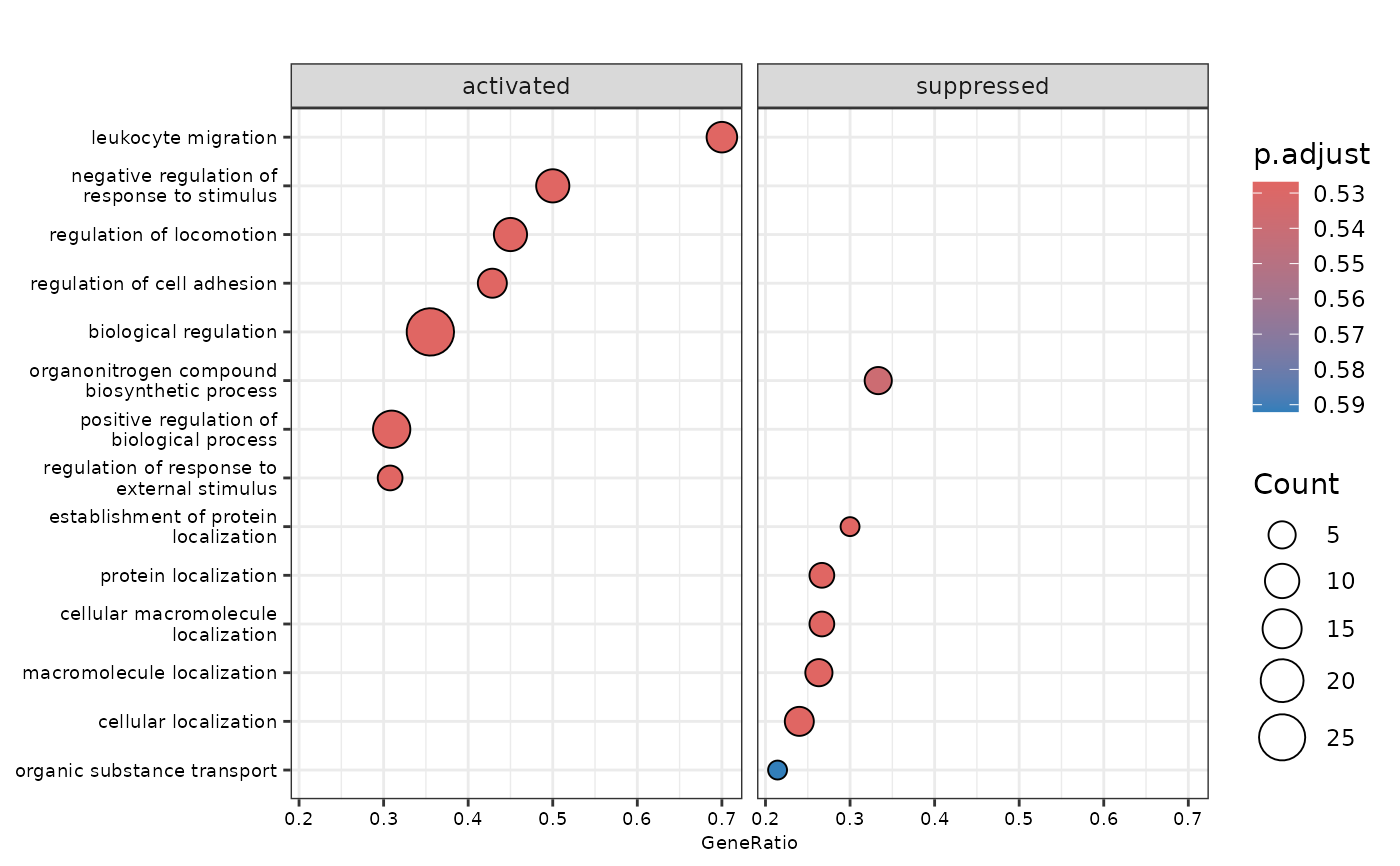 activated
suppressed
leukocyte migration
negative regulation of
response to stimulus
regulation of locomotion
regulation of cell adhesion
biological regulation
organonitrogen compound
biosynthetic process
positive regulation of
biological process
regulation of response to
external stimulus
establishment of protein
localization
protein localization
cellular macromolecule
localization
macromolecule localization
cellular localization
organic substance transport
0.2 0.3 0.4 0.5 0.6 0.7
0.2 0.3 0.4 0.5 0.6 0.7
GeneRatio
p.adjust
0.53
0.54
0.55
0.56
0.57
0.58
0.59
Count
5
10
15
20
25